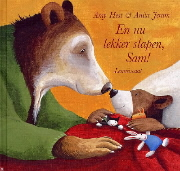 Amy Hest & Anita Jeram
En nu
lekker slapen,
Sam!
Lemniscaat